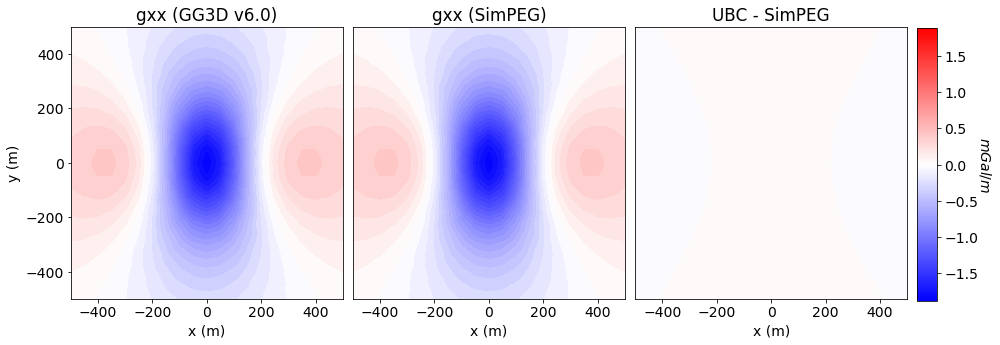 gxx (GG3D v6.0)
gxx (SimPEG)
UBC - SimPEG
y (m)
400
200
0
−200
−400
−400 −200 0 200 400
−400 −200 0 200 400
−400 −200 0 200 400
x (m)
x (m)
x (m)
1.5
1.0
0.5
0.0
−0.5
−1.0
−1.5
mGal/m